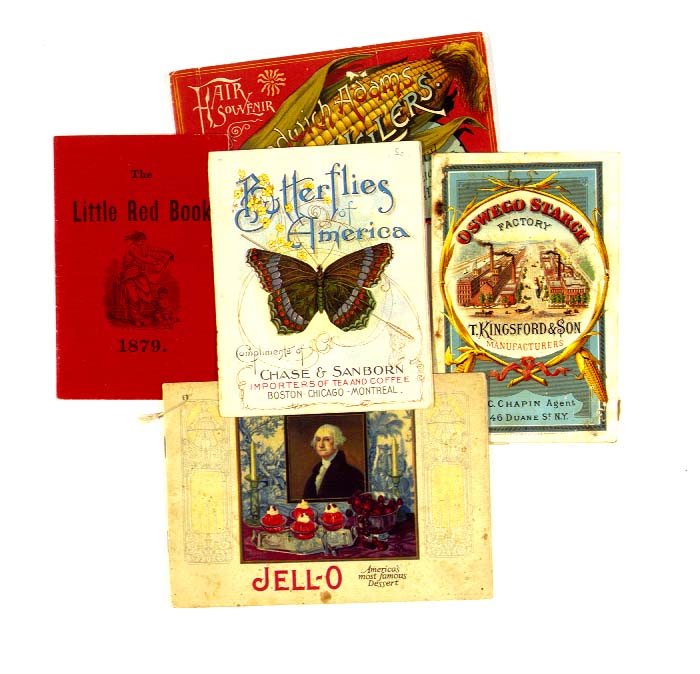 FAIR
SOUVENIR
Sandwich Adams
The
Little Red Book
1879.
Butterflies
of
America
Compliments of
CHASE & SANBORN
IMPORTERS OF TEA AND COFFEE
BOSTON-CHICAGO-MONTREAL.
OSWEGO STARCH
FACTORY
T. KINGSFORD & SON
MANUFACTURERS
C. CHAPIN Agent
46 DUANE ST. N.Y.
JELL-O
America's
most famous
Dessert